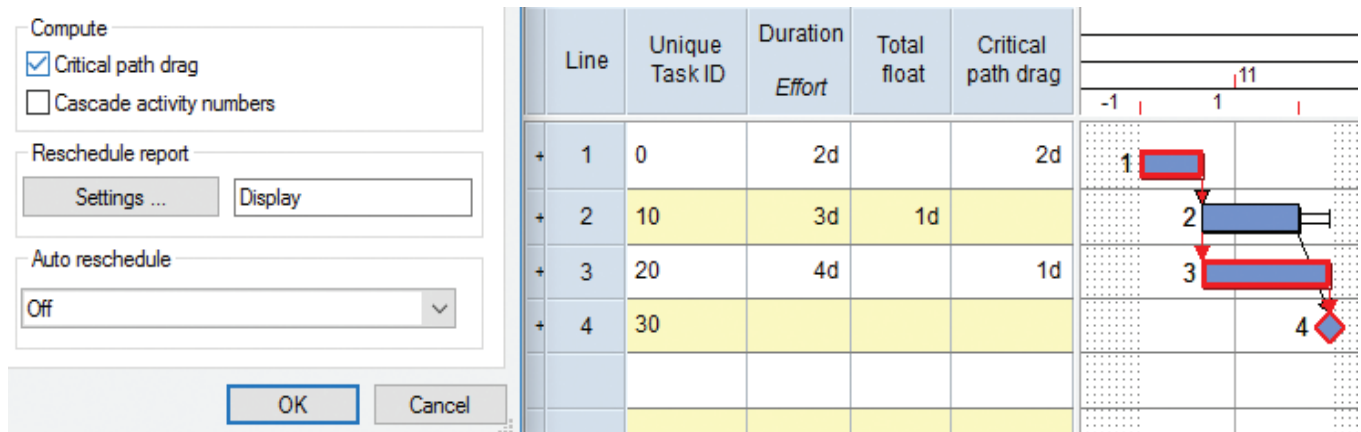 Compute
Critical path drag
Cascade activity numbers
Reschedule report
Settings ...
Display
Auto reschedule
Off
OK
Cancel
Line
Unique Task ID
Duration
Effort
Total float
Critical path drag
11
-1 1
+ 1 0 2d 2d
+ 2 10 3d 1d
+ 3 20 4d 1d
+ 4 30
1
2
3
4